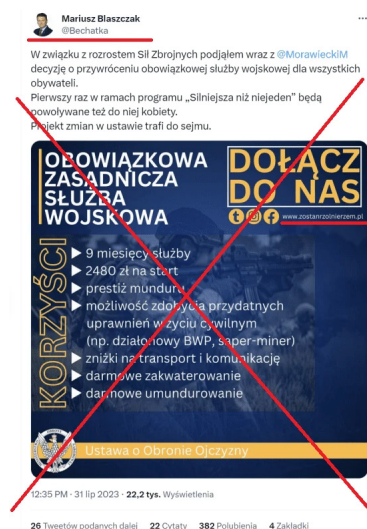 Mariusz Blaszczak
@Bechatka
W związku z rozrostem Sił Zbrojnych podjąłem wraz z @MorawieckiM
decyzję o przywróceniu obowiązkowej służby wojskowej dla wszystkich
obywateli.
Pierwszy raz w ramach programu „Silniejsza niż niejeden” będą
powoływane też do niej kobiety.
Projekt zmian w ustawie trafi do sejmu.
OBOWIĄZKOWA
ZASADNICZA
SŁUŻBA
WOJSKOWA
DOŁĄCZ
DO NAS
www.zostanrzolnierzem.pl
KORZYŚCI
9 miesięcy służby
2480 zł na start
prestiż munduru
możliwość zdobycia przydatnych
uprawnień w życiu cywilnym
(np. działonowy BWP, saper-miner)
zniżki na transport i komunikację
darmowe zakwaterowanie
darmowe umundurowanie
Ustawa o Obronie Ojczyzny
12:35 PM · 31 lip 2023 · 22,2 tys. Wyświetlenia
26 Tweetów podanych dalej 22 Cytaty 382 Polubienia 4 Zakładki